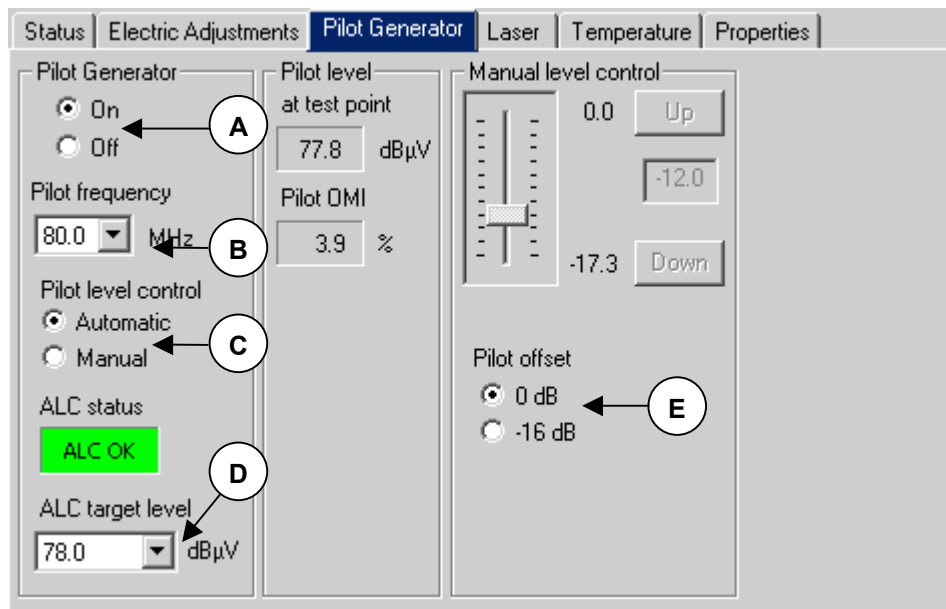 Status Electric Adjustments Pilot Generator Laser Temperature Properties
Pilot Generator
On
Off
A
Pilot frequency
80.0 MHz
B
Pilot level control
Automatic
Manual
C
ALC status
ALC OK
D
ALC target level
78.0 dBµV
Pilot level
at test point
77.8 dBµV
Pilot OMI
3.9 %
Manual level control
0.0 Up
-12.0
-17.3 Down
Pilot offset
0 dB
-16 dB
E